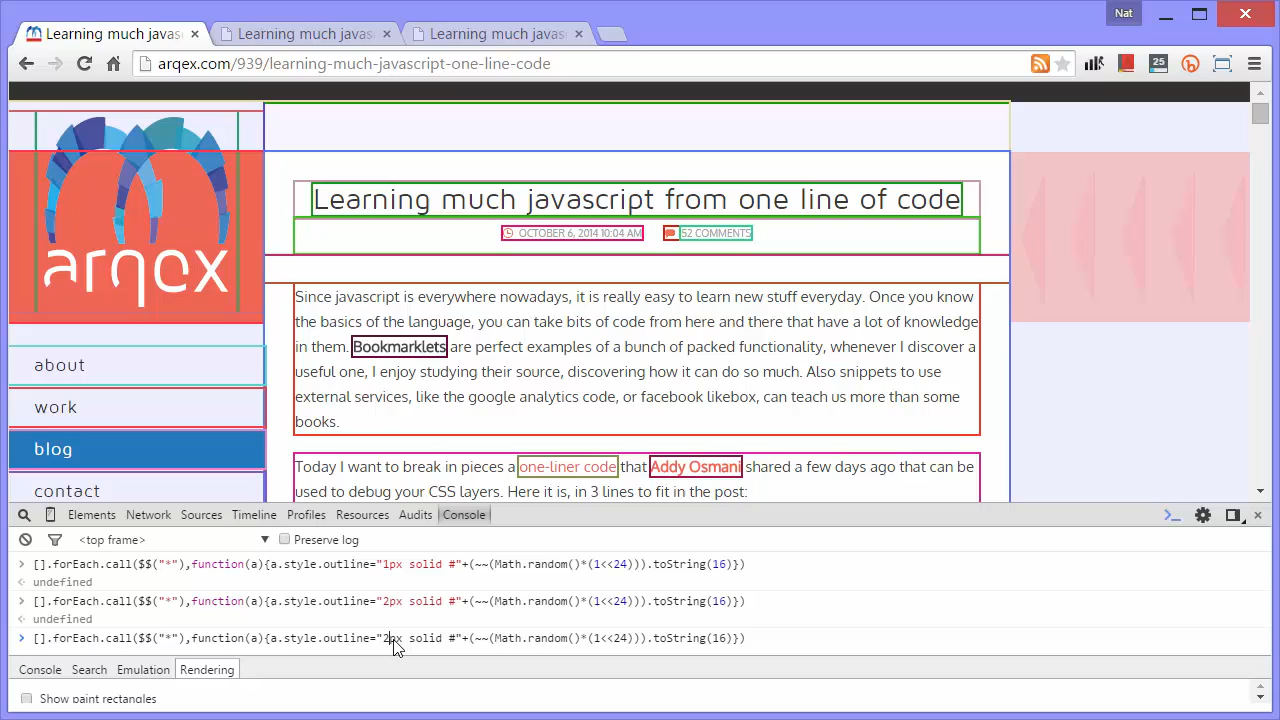 Nat
Learning much javas
Learning much javas
Learning much javas
arqex.com/939/learning-much-javascript-one-line-code
25
arqex
about
work
blog
contact
Learning much javascript from one line of code
OCTOBER 6, 2014 10:04 AM 52 COMMENTS
Since javascript is everywhere nowadays, it is really easy to learn new stuff everyday. Once you know
the basics of the language, you can take bits of code from here and there that have a lot of knowledge
in them. Bookmarklets are perfect examples of a bunch of packed functionality, whenever I discover a
useful one, I enjoy studying their source, discovering how it can do so much. Also snippets to use
external services, like the google analytics code, or facebook likebox, can teach us more than some
books.
Today I want to break in pieces a one-liner code that Addy Osmani shared a few days ago that can be
used to debug your CSS layers. Here it is, in 3 lines to fit in the post:
Elements Network Sources Timeline Profiles Resources Audits Console
<top frame> Preserve log
[].forEach.call($$("*"),function(a){a.style.outline="1px solid #"+(~~(Math.random()*(1<<24))).toString(16)})
undefined
[].forEach.call($$("*"),function(a){a.style.outline="2px solid #"+(~~(Math.random()*(1<<24))).toString(16)})
undefined
[].forEach.call($$("*"),function(a){a.style.outline="2px solid #"+(~~(Math.random()*(1<<24))).toString(16)})
Console Search Emulation Rendering
Show paint rectangles